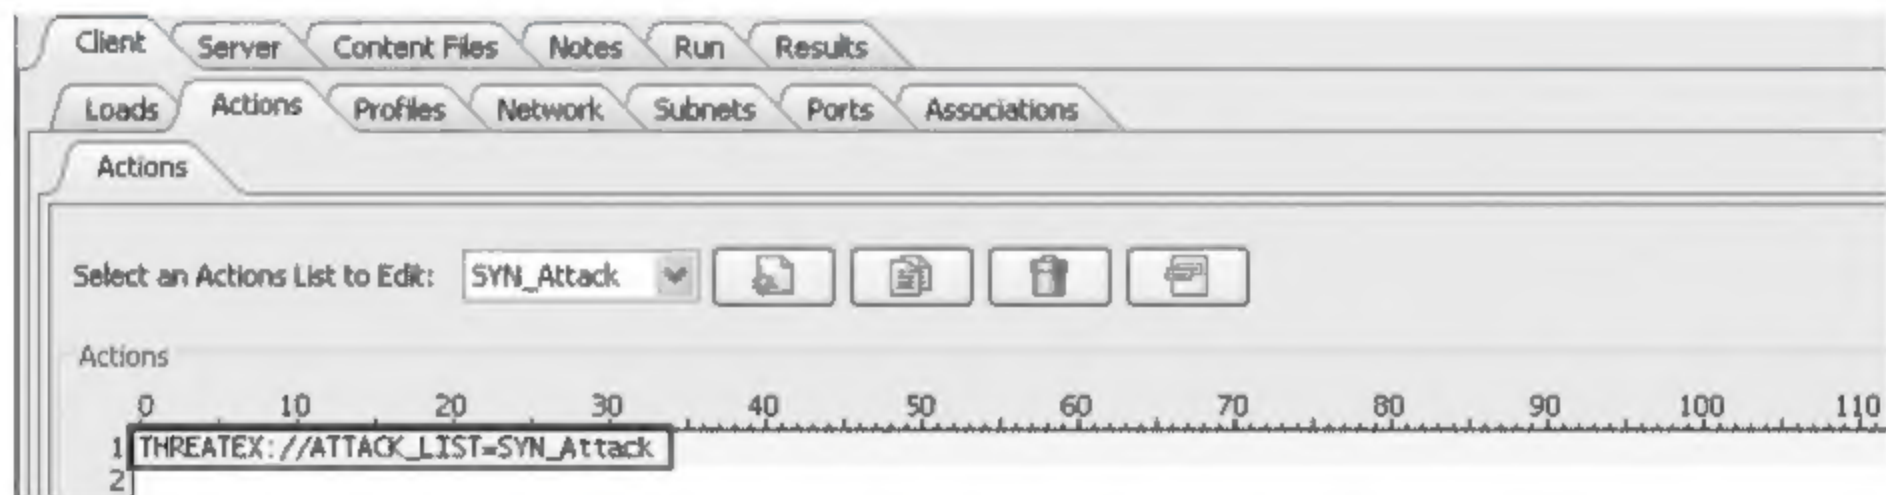 Client Server Content Files Notes Run Results
Loads Actions Profiles Network Subnets Ports Associations
Actions
Select an Actions List to Edit: SYN_Attack
Actions
0 10 20 30 40 50 60 70 80 90 100 110
1 THREATEX://ATTACK_LIST=SYN_Attack
2